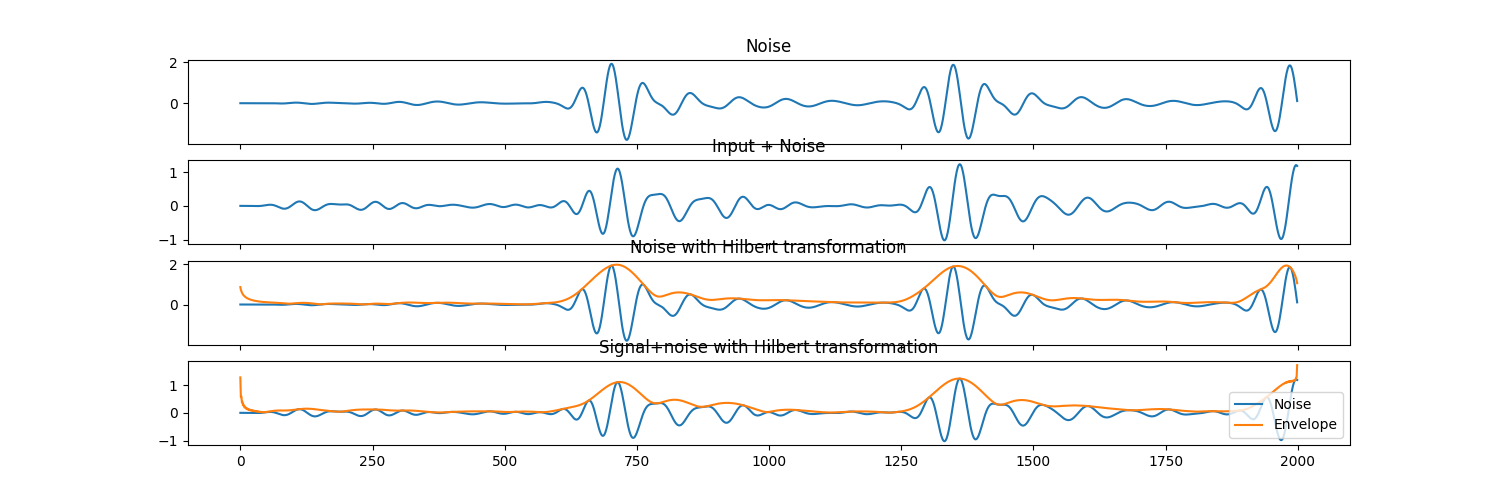 Noise
2
0
Input + Noise
1
0
−1
Noise with Hilbert transformation
2
0
Signal+noise with Hilbert transformation
1
0
−1
Noise
Envelope
0 250 500 750 1000 1250 1500 1750 2000